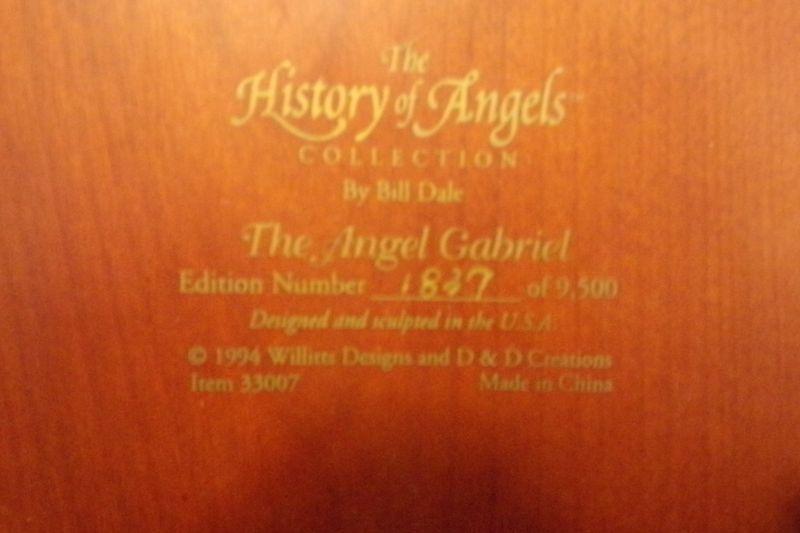 The
History of Angels™
COLLECTION
By Bill Dale
The Angel Gabriel
Edition Number 1837 of 9,500
Designed and sculpted in the U.S.A.
© 1994 Willitts Designs and D & D Creations
Item 33007 Made in China